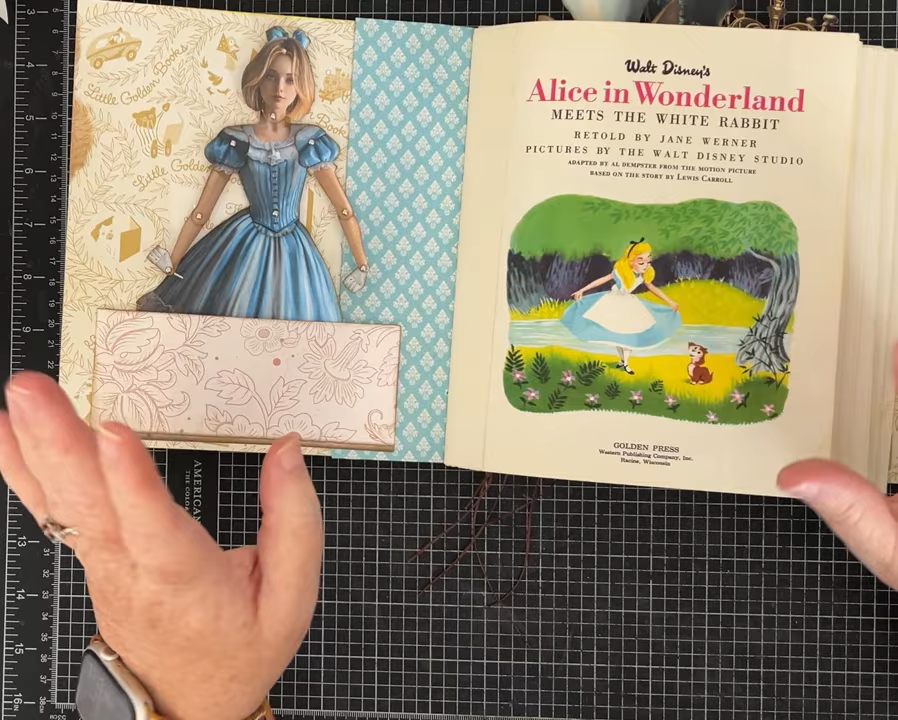 Little Golden Books
Books
Little Golden
Walt Disney's
Alice in Wonderland
MEETS THE WHITE RABBIT
RETOLD BY JANE WERNER
PICTURES BY THE WALT DISNEY STUDIO
ADAPTED BY AL DEMPSTER FROM THE MOTION PICTURE
BASED ON THE STORY BY LEWIS CARROLL
GOLDEN PRESS
Western Publishing Company, Inc.
Racine, Wisconsin
AMERICAN